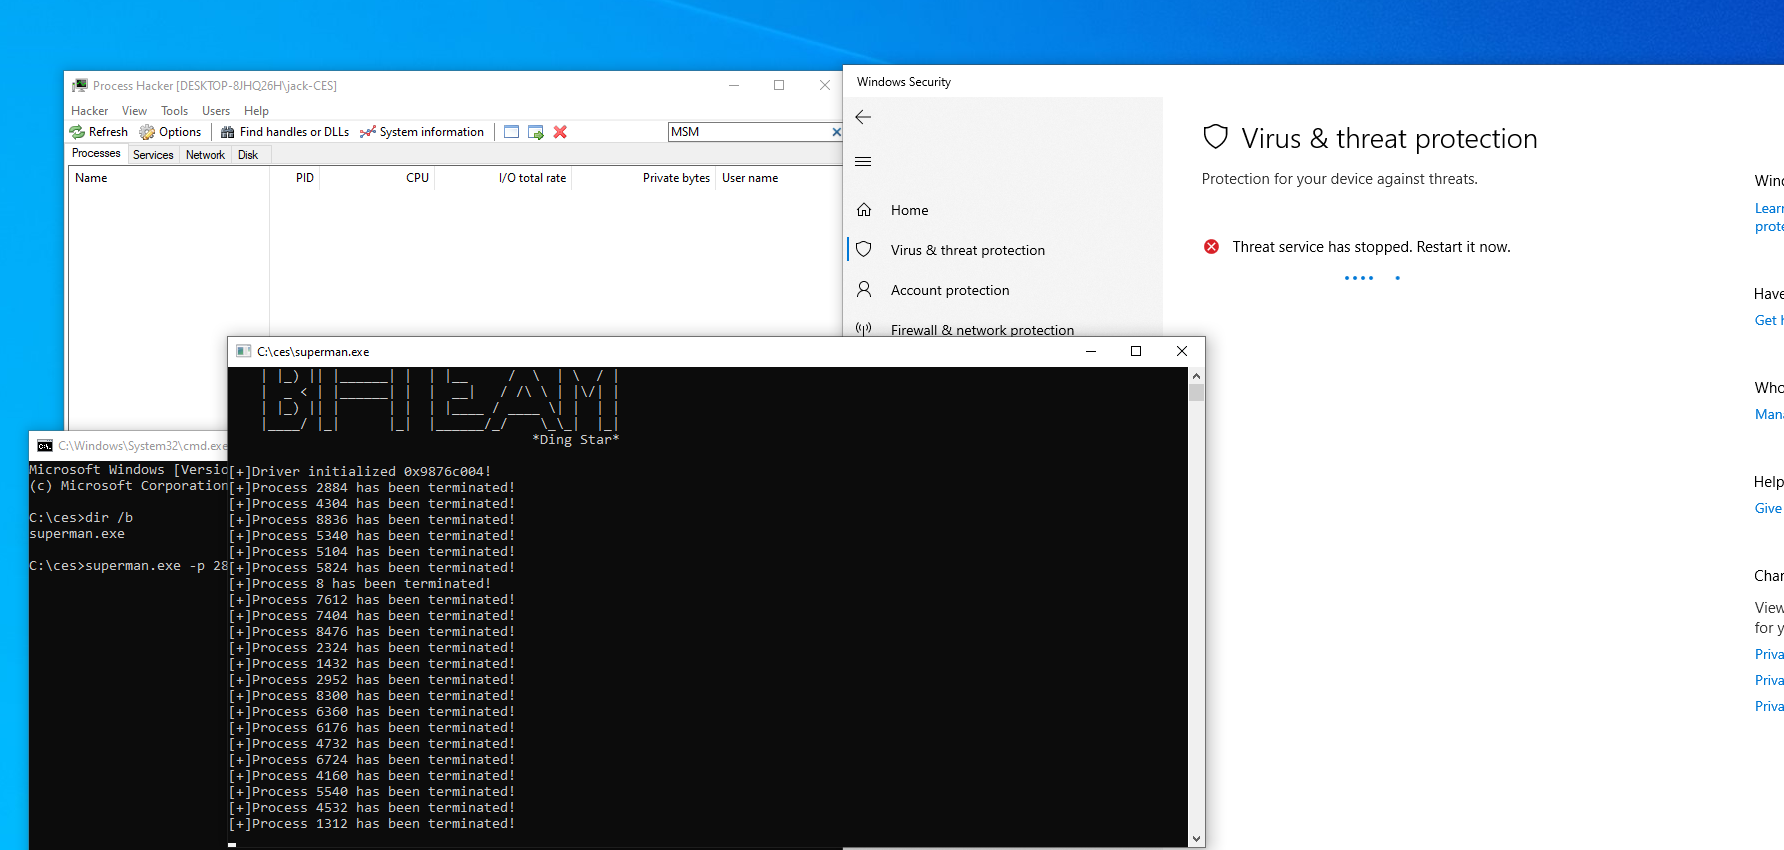 Process Hacker [DESKTOP-8JHQ26H\jack-CES]
Hacker View Tools Users Help
Refresh Options Find handles or DLLs System information MSM
Processes Services Network Disk
Name PID CPU I/O total rate Private bytes User name
Windows Security
Home
Virus & threat protection
Account protection
Firewall & network protection
Virus & threat protection
Protection for your device against threats.
Threat service has stopped. Restart it now.
Wind
Learn
prote
Have
Get h
Who
Mana
Help
Give
Chan
View
for y
Priva
Priva
Priva
C:\Windows\System32\cmd.exe
Microsoft Windows [Versio
(c) Microsoft Corporation
C:\ces>dir /b
superman.exe
C:\ces>superman.exe -p 28
C:\ces\superman.exe
*Ding Star*
[+]Driver initialized 0x9876c004!
[+]Process 2884 has been terminated!
[+]Process 4304 has been terminated!
[+]Process 8836 has been terminated!
[+]Process 5340 has been terminated!
[+]Process 5104 has been terminated!
[+]Process 5824 has been terminated!
[+]Process 8 has been terminated!
[+]Process 7612 has been terminated!
[+]Process 7404 has been terminated!
[+]Process 8476 has been terminated!
[+]Process 2324 has been terminated!
[+]Process 1432 has been terminated!
[+]Process 2952 has been terminated!
[+]Process 8300 has been terminated!
[+]Process 6360 has been terminated!
[+]Process 6176 has been terminated!
[+]Process 4732 has been terminated!
[+]Process 6724 has been terminated!
[+]Process 4160 has been terminated!
[+]Process 5540 has been terminated!
[+]Process 4532 has been terminated!
[+]Process 1312 has been terminated!